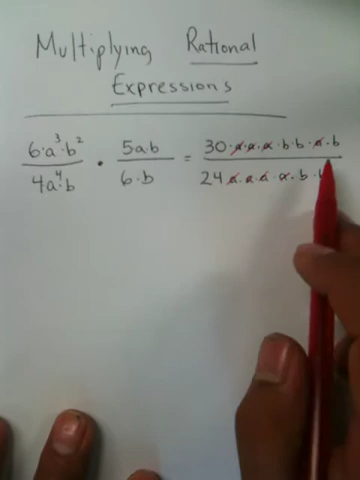 Multiplying Rational
Expressions
6·a³·b² / 4a⁴·b · 5a·b / 6·b = 30·a·a·a·b·b·a·b / 24 a·a·a·a·b·b